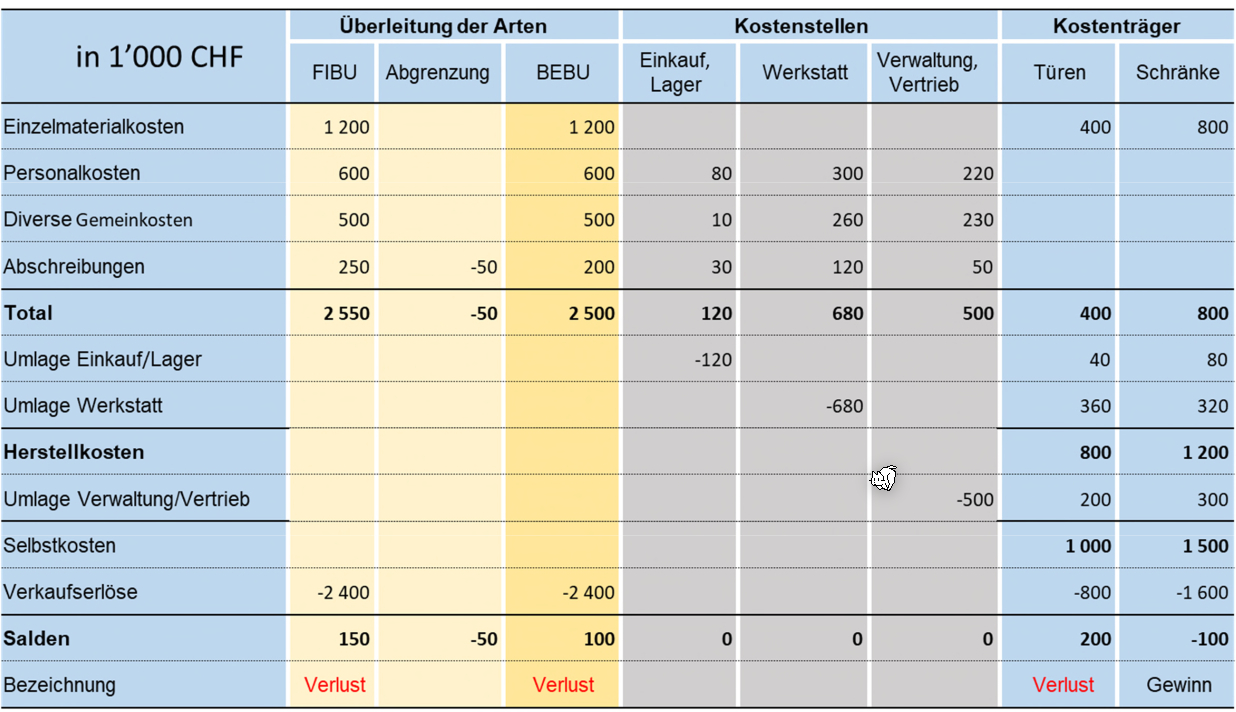 in 1’000 CHF
Überleitung der Arten Kostenstellen Kostenträger
FIBU Abgrenzung BEBU Einkauf, Lager Werkstatt Verwaltung, Vertrieb Türen Schränke
Einzelmaterialkosten 1 200 1 200 400 800
Personalkosten 600 600 80 300 220
Diverse Gemeinkosten 500 500 10 260 230
Abschreibungen 250 -50 200 30 120 50
Total 2 550 -50 2 500 120 680 500 400 800
Umlage Einkauf/Lager -120 40 80
Umlage Werkstatt -680 360 320
Herstellkosten 800 1 200
Umlage Verwaltung/Vertrieb -500 200 300
Selbstkosten 1 000 1 500
Verkaufserlöse -2 400 -2 400 -800 -1 600
Salden 150 -50 100 0 0 0 200 -100
Bezeichnung Verlust Verlust Verlust Gewinn